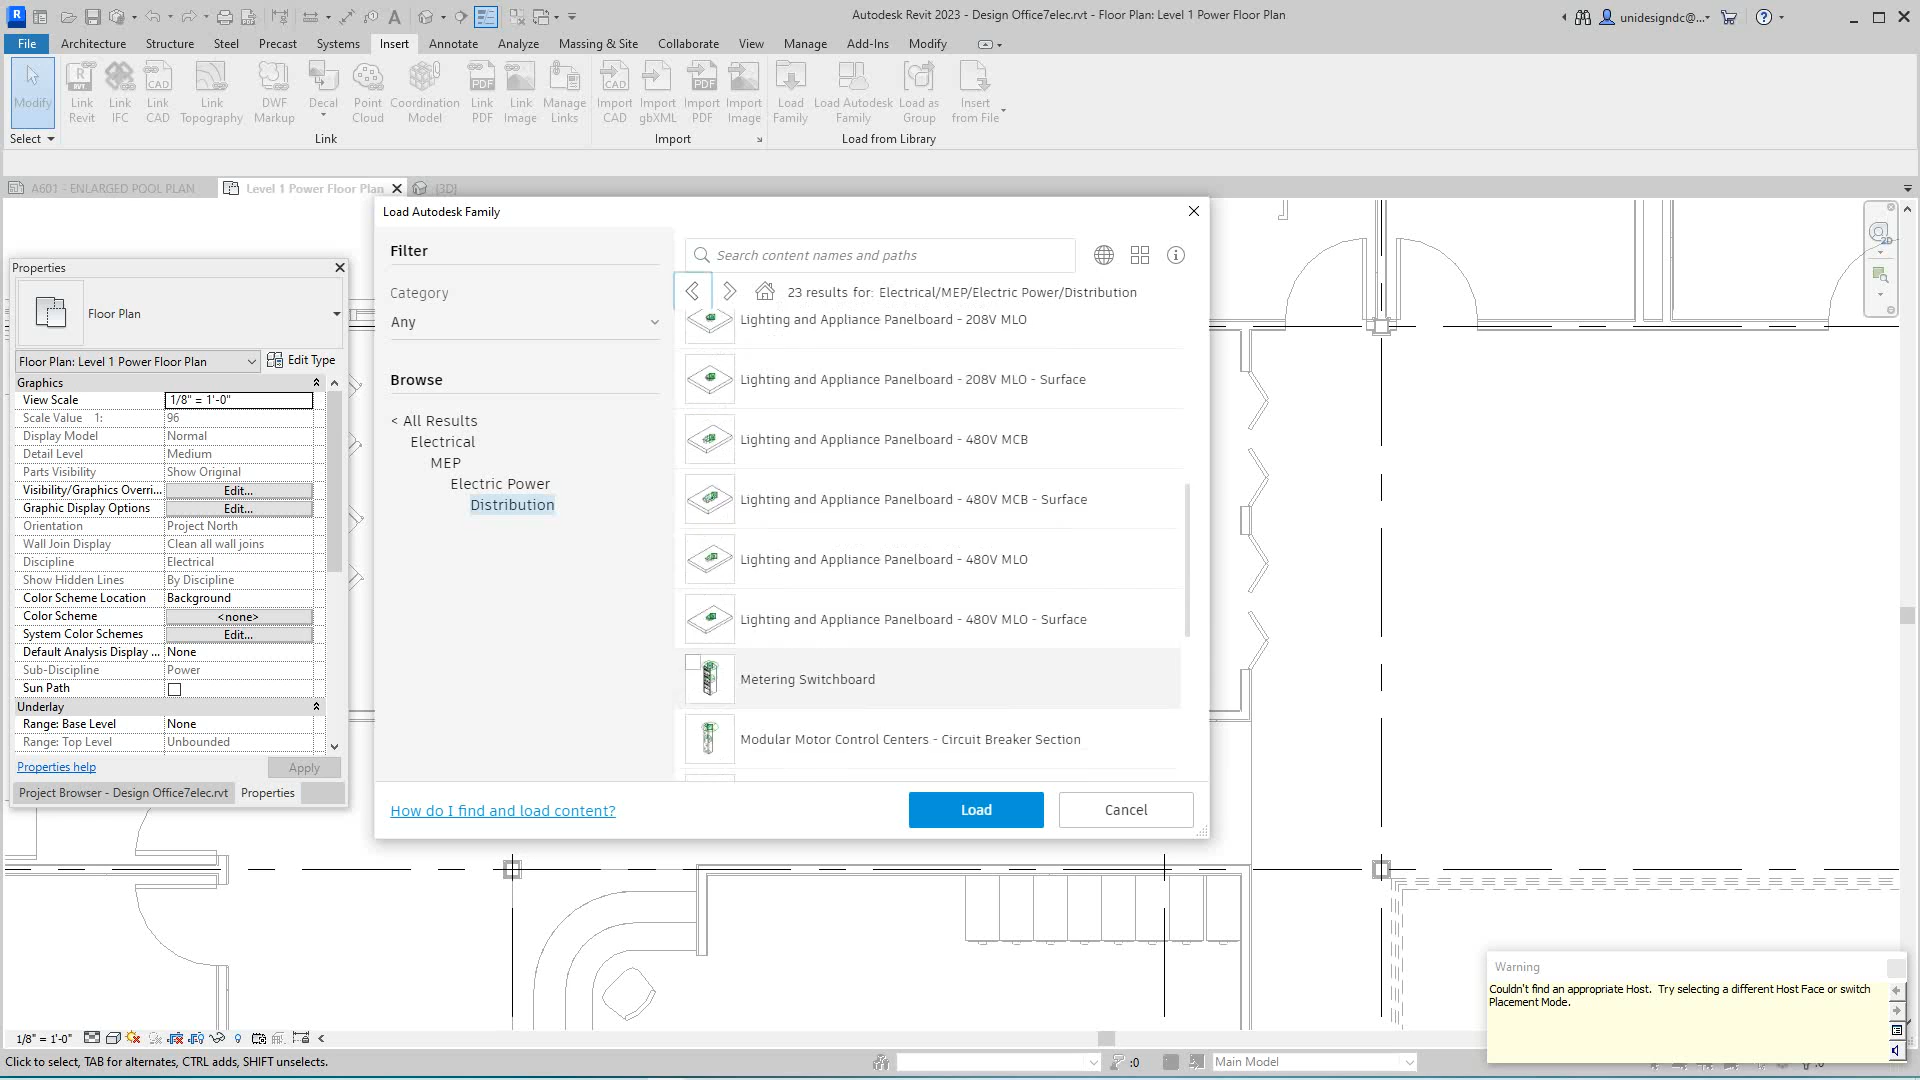 Autodesk Revit 2023 - Design Office7elec.rvt - Floor Plan: Level 1 Power Floor Plan
unidesigndc@...
File Architecture Structure Steel Precast Systems Insert Annotate Analyze Massing & Site Collaborate View Manage Add-Ins Modify
Modify
Link Revit
Link IFC
Link CAD
Link Topography
DWF Markup
Decal
Point Cloud
Coordination Model
Link PDF
Link Image
Manage Links
Import CAD
Import gbXML
Import PDF
Import Image
Load Family
Load Autodesk Family
Load as Group
Insert from File
Select
Link
Import
Load from Library
A601 - ENLARGED POOL PLAN
Level 1 Power Floor Plan
{3D}
Load Autodesk Family
Filter
Category
Any
Browse
< All Results
Electrical
MEP
Electric Power
Distribution
Search content names and paths
23 results for: Electrical/MEP/Electric Power/Distribution
Lighting and Appliance Panelboard - 208V MLO
Lighting and Appliance Panelboard - 208V MLO - Surface
Lighting and Appliance Panelboard - 480V MCB
Lighting and Appliance Panelboard - 480V MCB - Surface
Lighting and Appliance Panelboard - 480V MLO
Lighting and Appliance Panelboard - 480V MLO - Surface
Metering Switchboard
Modular Motor Control Centers - Circuit Breaker Section
How do I find and load content?
Load
Cancel
Properties
Floor Plan
Floor Plan: Level 1 Power Floor Plan
Edit Type
Graphics
View Scale 1/8" = 1'-0"
Scale Value 1: 96
Display Model Normal
Detail Level Medium
Parts Visibility Show Original
Visibility/Graphics Overri... Edit...
Graphic Display Options Edit...
Orientation Project North
Wall Join Display Clean all wall joins
Discipline Electrical
Show Hidden Lines By Discipline
Color Scheme Location Background
Color Scheme <none>
System Color Schemes Edit...
Default Analysis Display ... None
Sub-Discipline Power
Sun Path
Underlay
Range: Base Level None
Range: Top Level Unbounded
Properties help
Apply
Project Browser - Design Office7elec.rvt
Properties
Warning
Couldn't find an appropriate Host. Try selecting a different Host Face or switch
Placement Mode.
1/8" = 1'-0"
Click to select, TAB for alternates, CTRL adds, SHIFT unselects.
:0
Main Model